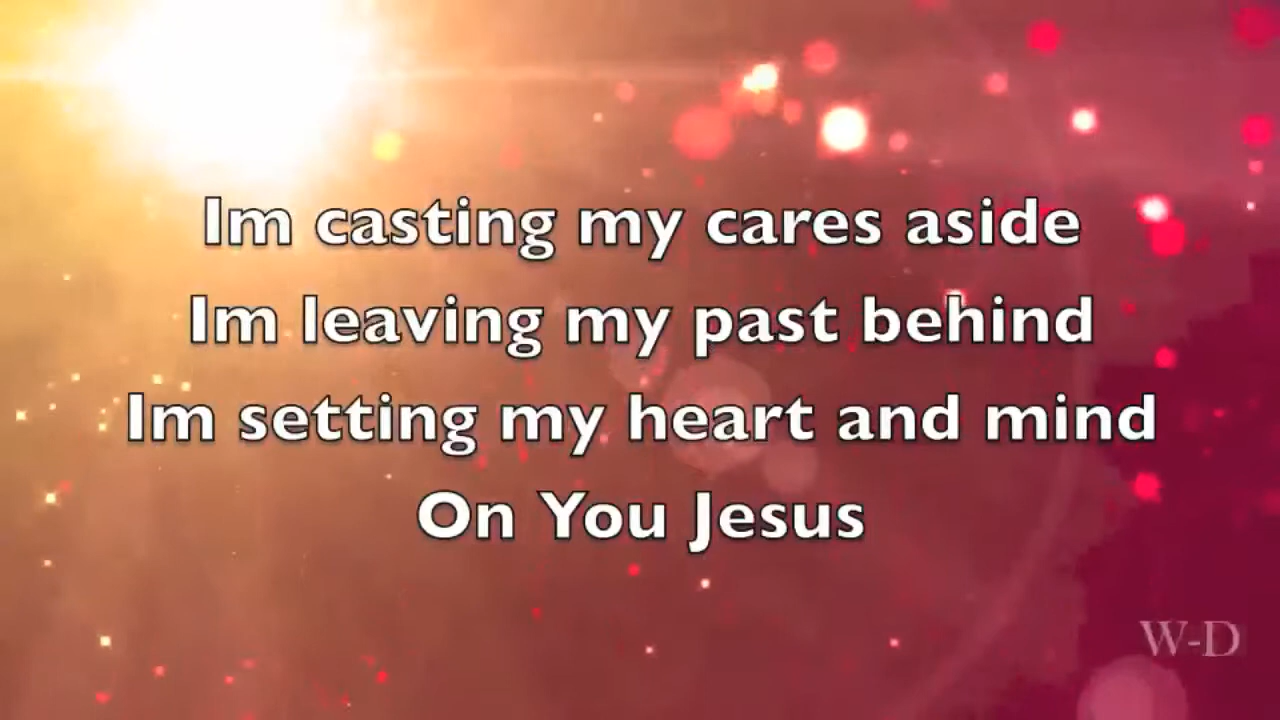 Im casting my cares aside
Im leaving my past behind
Im setting my heart and mind
On You Jesus
W-D